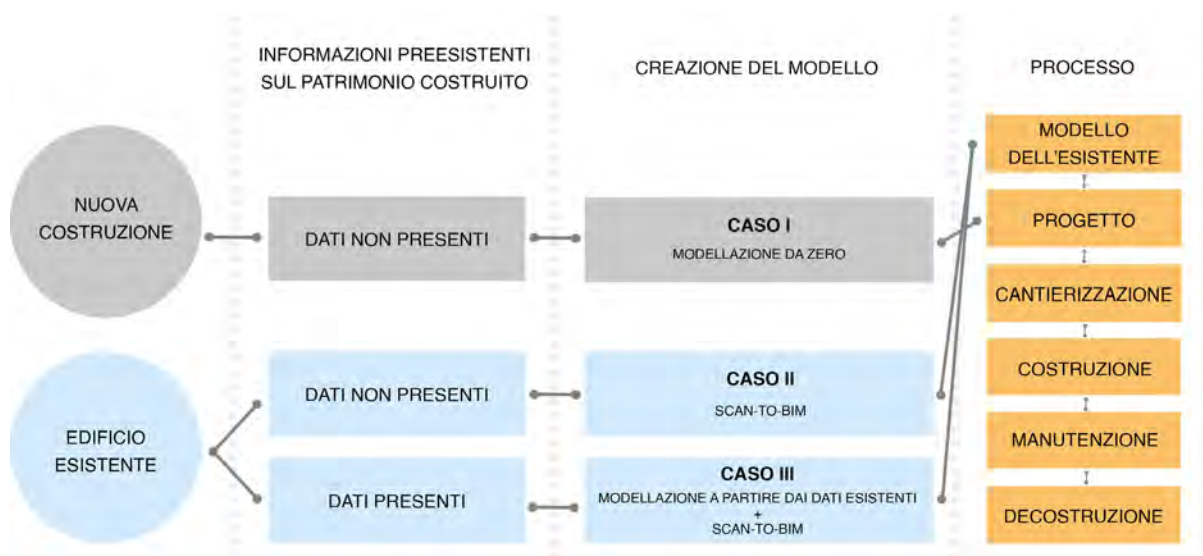 INFORMAZIONI PREESISTENTI
SUL PATRIMONIO COSTRUITO
CREAZIONE DEL MODELLO
PROCESSO
NUOVA
COSTRUZIONE
DATI NON PRESENTI
CASO I
MODELLAZIONE DA ZERO
EDIFICIO
ESISTENTE
DATI NON PRESENTI
CASO II
SCAN-TO-BIM
DATI PRESENTI
CASO III
MODELLAZIONE A PARTIRE DAI DATI ESISTENTI
+
SCAN-TO-BIM
MODELLO
DELL'ESISTENTE
PROGETTO
CANTIERIZZAZIONE
COSTRUZIONE
MANUTENZIONE
DECOSTRUZIONE